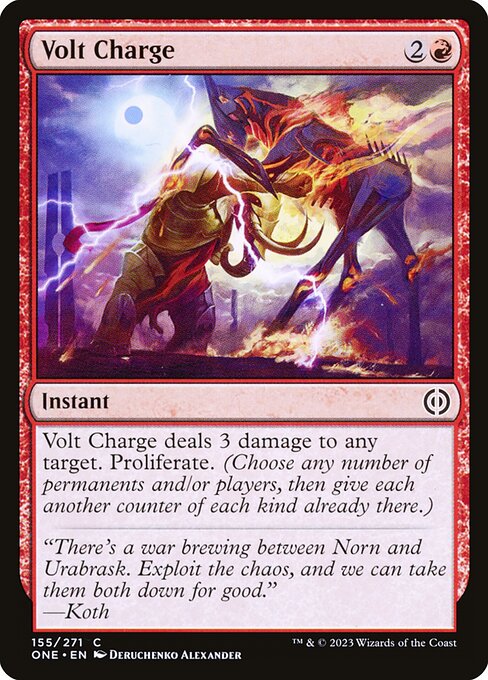 Volt Charge 2
Instant
Volt Charge deals 3 damage to any
target. Proliferate. (Choose any number of
permanents and/or players, then give each
another counter of each kind already there.)
“There’s a war brewing between Norn and
Urabrask. Exploit the chaos, and we can take
them both down for good.”
—Koth
155/271 C
ONE • EN Deruchenko Alexander
™ & © 2023 Wizards of the Coast